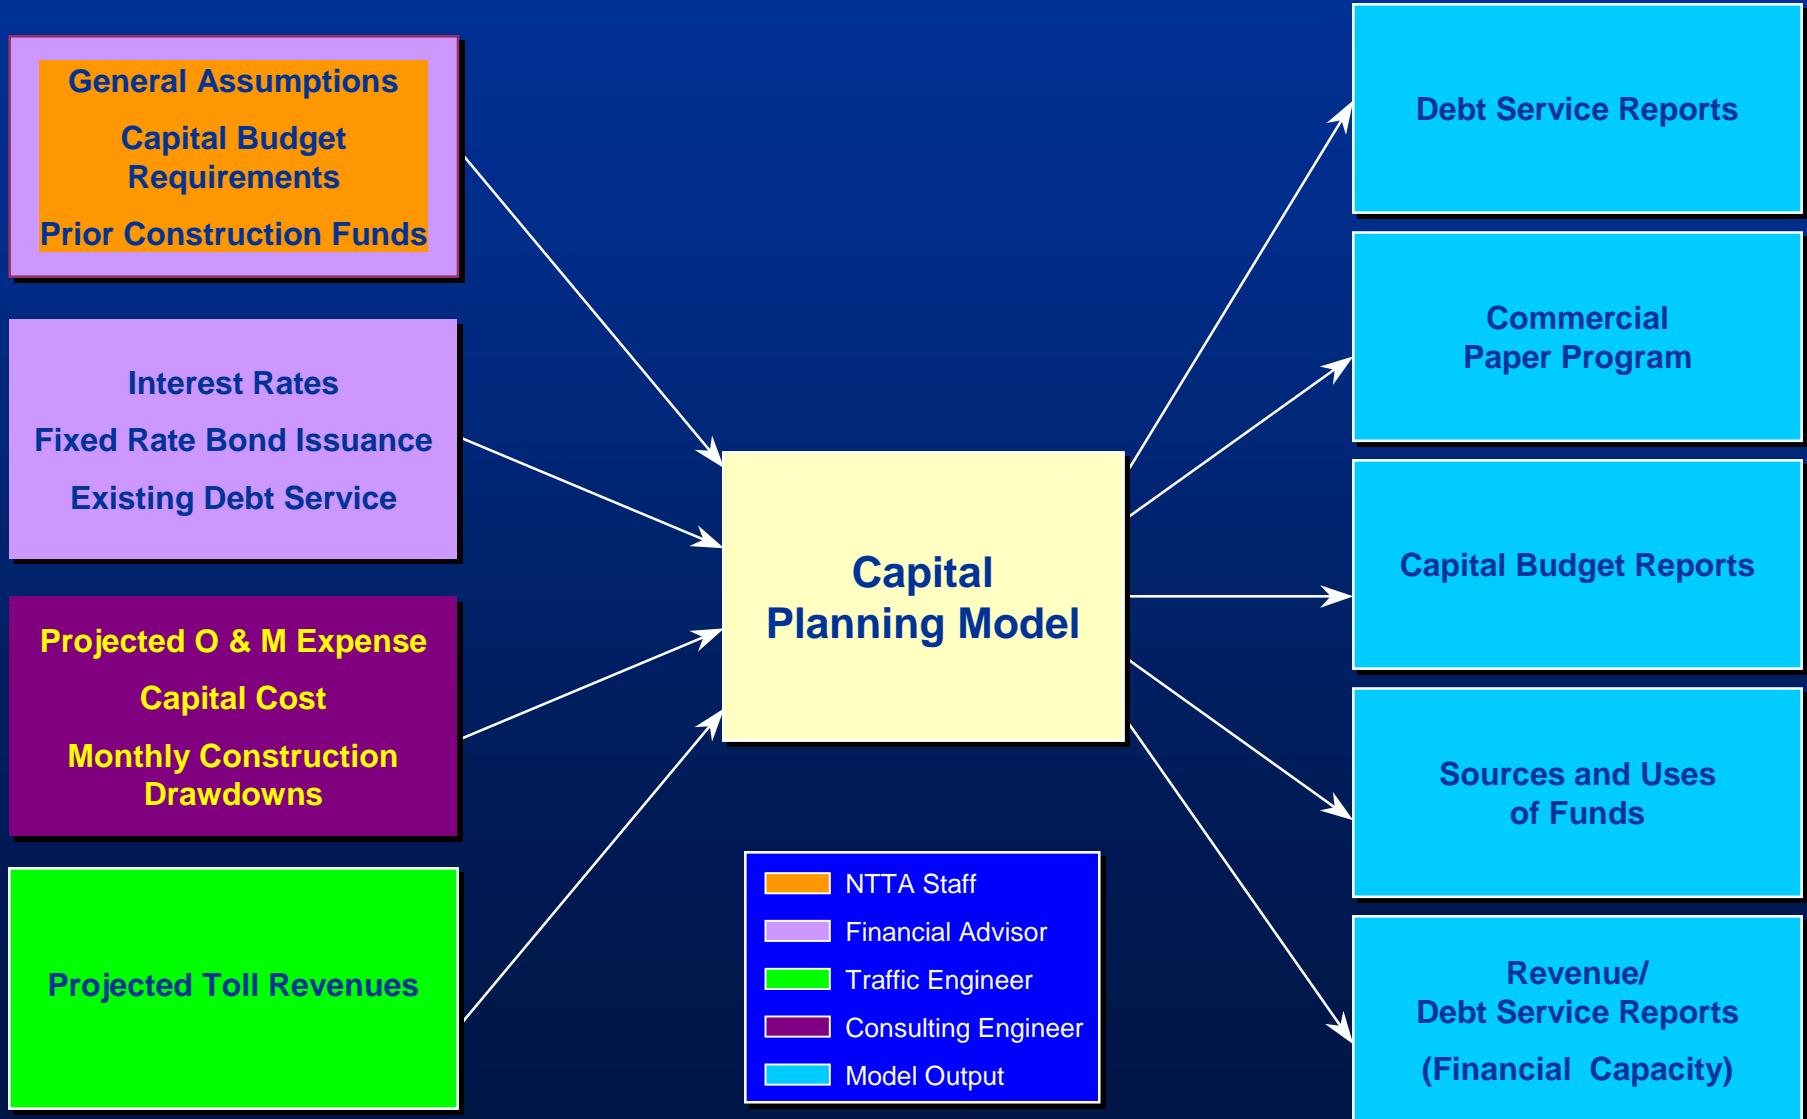 General Assumptions
Capital Budget
Requirements
Prior Construction Funds
Interest Rates
Fixed Rate Bond Issuance
Existing Debt Service
Projected O & M Expense
Capital Cost
Monthly Construction
Drawdowns
Projected Toll Revenues
Capital
Planning Model
NTTA Staff
Financial Advisor
Traffic Engineer
Consulting Engineer
Model Output
Debt Service Reports
Commercial
Paper Program
Capital Budget Reports
Sources and Uses
of Funds
Revenue/
Debt Service Reports
(Financial Capacity)